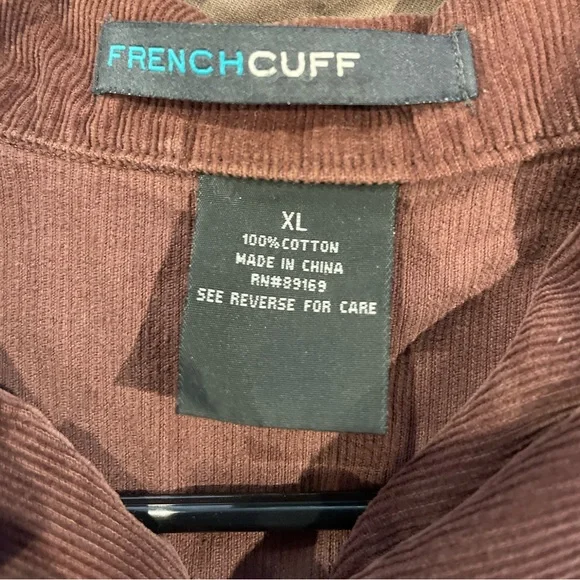 FRENCHCUFF
XL
100%COTTON
MADE IN CHINA
RN#89169
SEE REVERSE FOR CARE